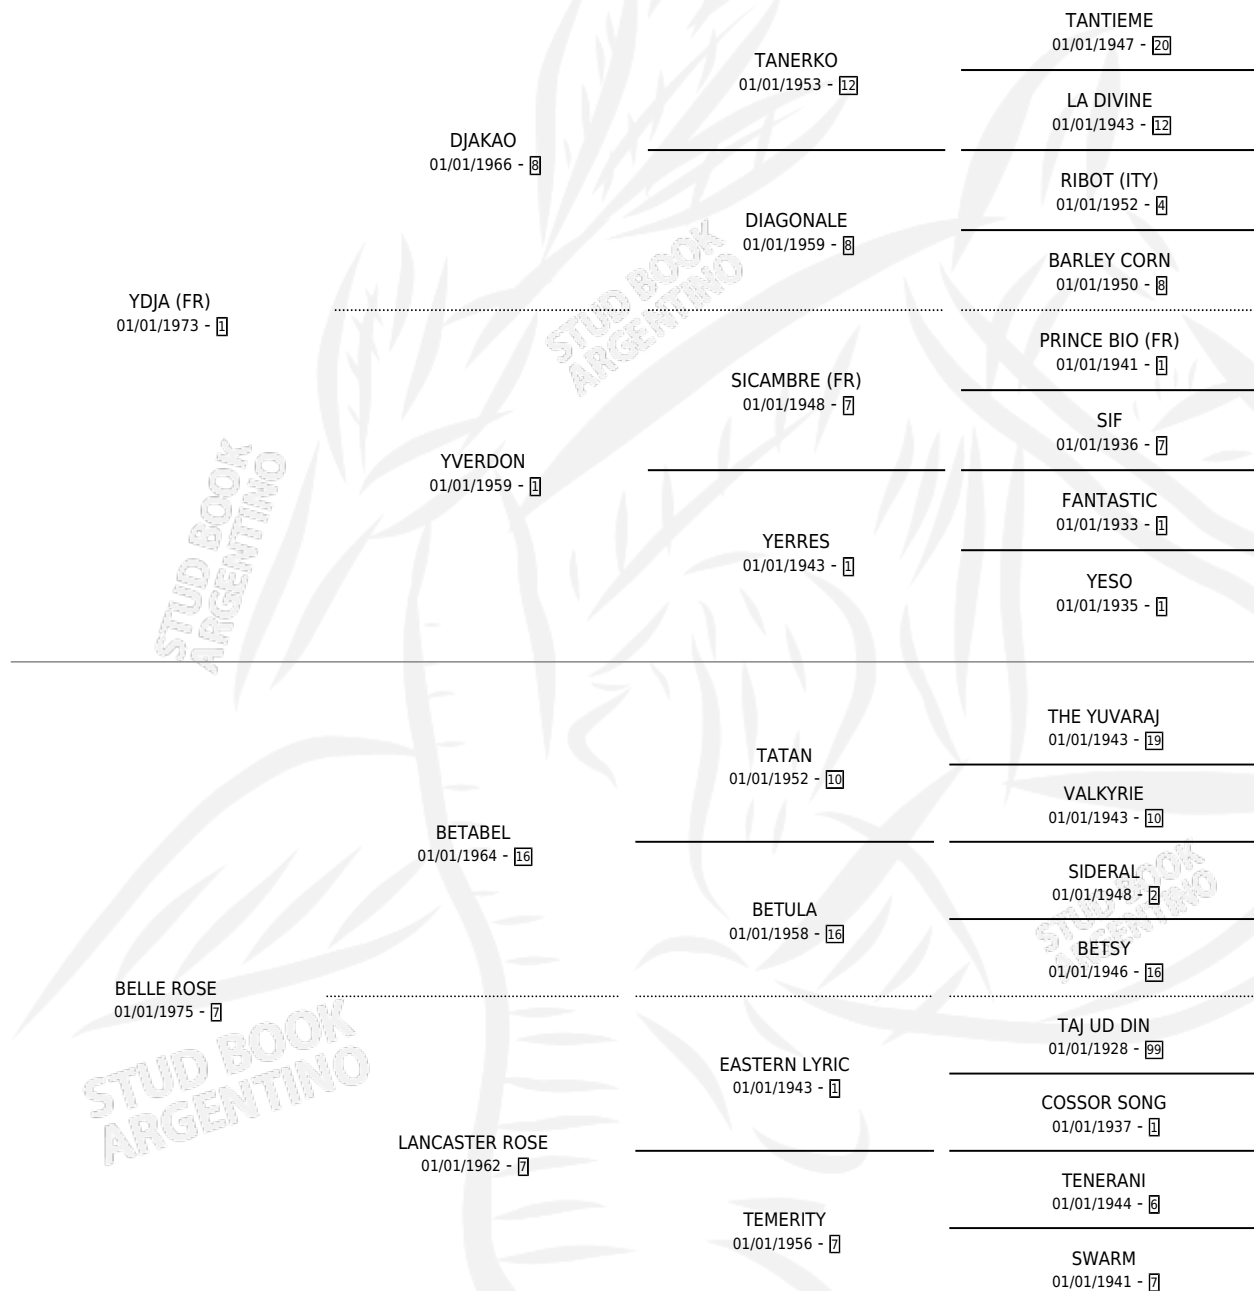 TANTIEME
01/01/1947 - 20
TANERKO
01/01/1953 - 12
LA DIVINE
01/01/1943 - 12
DJAKAO
01/01/1966 - 8
RIBOT (ITY)
01/01/1952 - 4
DIAGONALE
01/01/1959 - 8
BARLEY CORN
01/01/1950 - 8
YDJA (FR)
01/01/1973 - 1
STUD BOOK
ARGENTINO
PRINCE BIO (FR)
01/01/1941 - 1
SICAMBRE (FR)
01/01/1948 - 7
SIF
01/01/1936 - 7
YVERDON
01/01/1959 - 1
FANTASTIC
01/01/1933 - 1
YERRES
01/01/1943 - 1
YESO
01/01/1935 - 1
STUD BOOK
ARGENTINO
THE YUVARAJ
01/01/1943 - 19
TATAN
01/01/1952 - 10
VALKYRIE
01/01/1943 - 10
BETABEL
01/01/1964 - 16
SIDERAL
01/01/1948 - 2
BETULA
01/01/1958 - 16
BETSY
01/01/1946 - 16
STUD BOOK
ARGENTINO
BELLE ROSE
01/01/1975 - 7
TAJ UD DIN
01/01/1928 - 99
EASTERN LYRIC
01/01/1943 - 1
COSSOR SONG
01/01/1937 - 1
STUD BOOK
ARGENTINO
LANCASTER ROSE
01/01/1962 - 7
TENERANI
01/01/1944 - 6
TEMERITY
01/01/1956 - 7
SWARM
01/01/1941 - 7